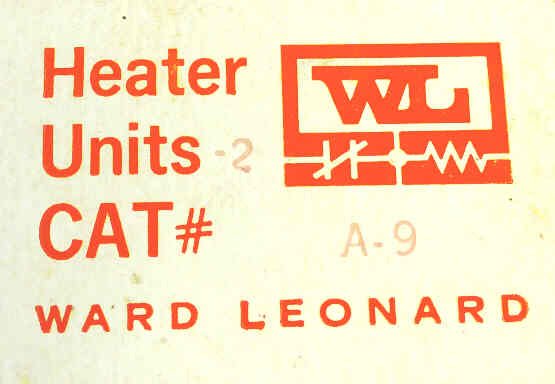 Heater
WL
Units -2
CAT# A-9
WARD LEONARD